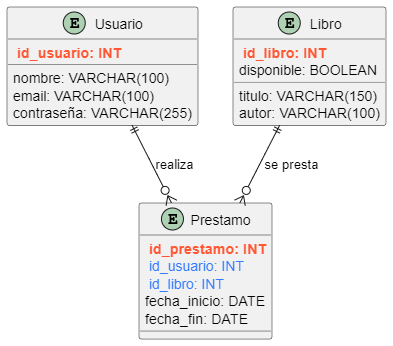 E Usuario
id_usuario: INT
nombre: VARCHAR(100)
email: VARCHAR(100)
contraseña: VARCHAR(255)
E Libro
id_libro: INT
disponible: BOOLEAN
titulo: VARCHAR(150)
autor: VARCHAR(100)
realiza
se presta
E Prestamo
id_prestamo: INT
id_usuario: INT
id_libro: INT
fecha_inicio: DATE
fecha_fin: DATE